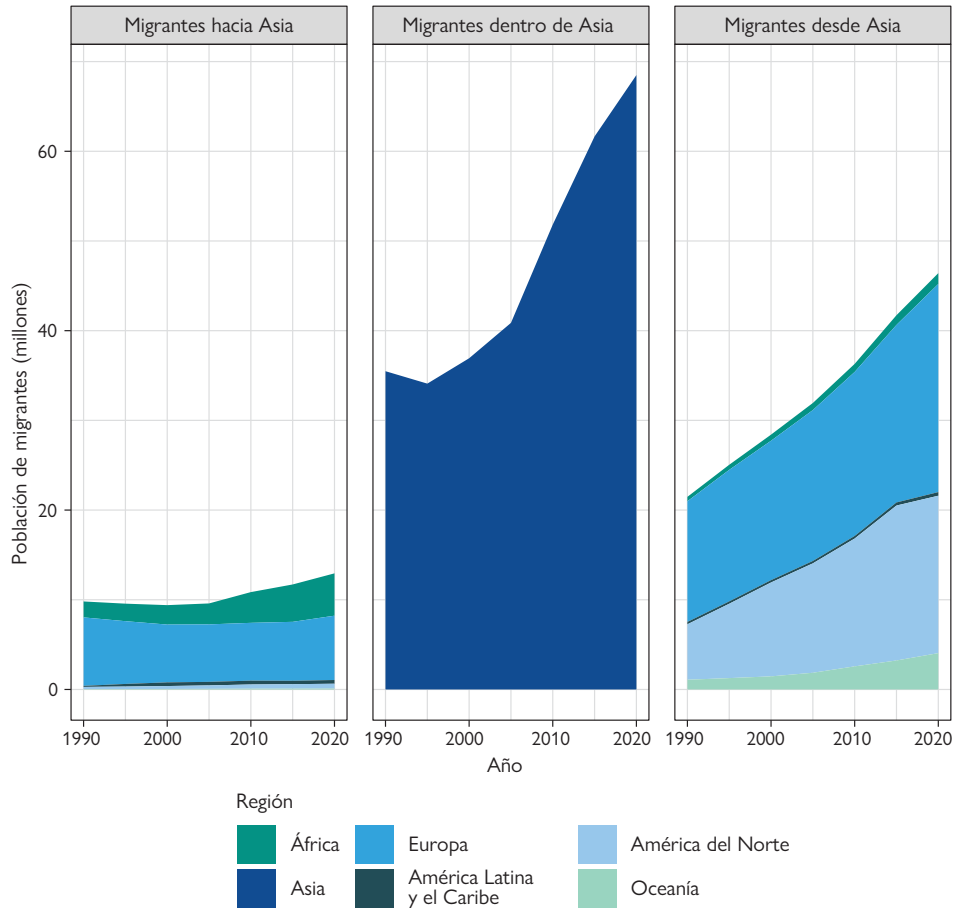 Migrantes hacia Asia
Migrantes dentro de Asia
Migrantes desde Asia
Población de migrantes (millones)
60
40
20
0
1990 2000 2010 2020
1990 2000 2010 2020
1990 2000 2010 2020
Año
Región
África
Europa
América del Norte
Asia
América Latina
y el Caribe
Oceanía